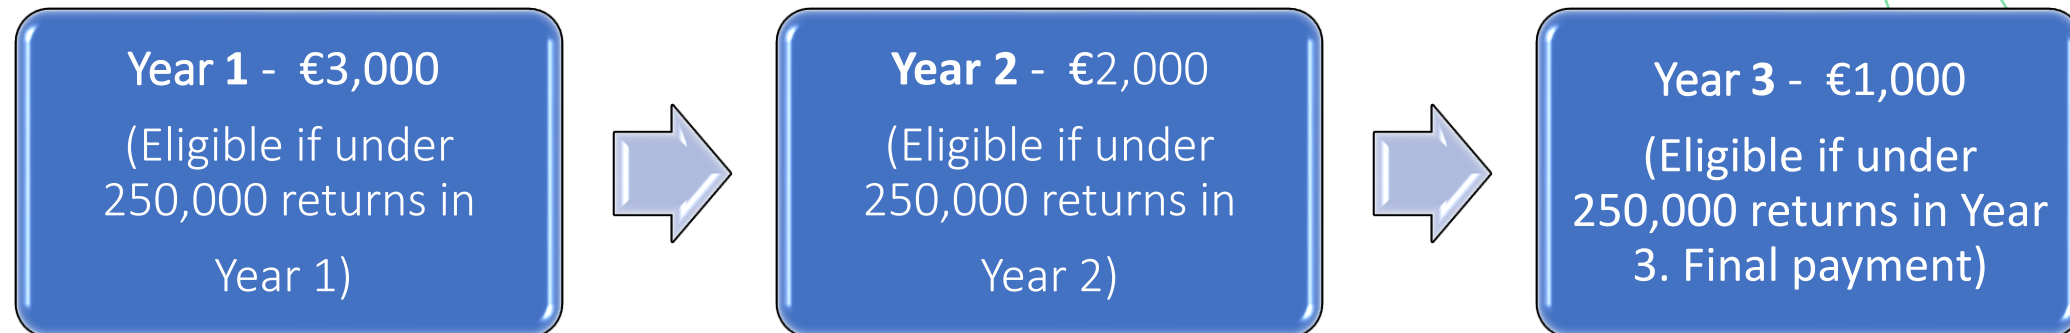 Year 1 - €3,000
(Eligible if under
250,000 returns in
Year 1)
Year 2 - €2,000
(Eligible if under
250,000 returns in
Year 2)
Year 3 - €1,000
(Eligible if under
250,000 returns in Year
3. Final payment)